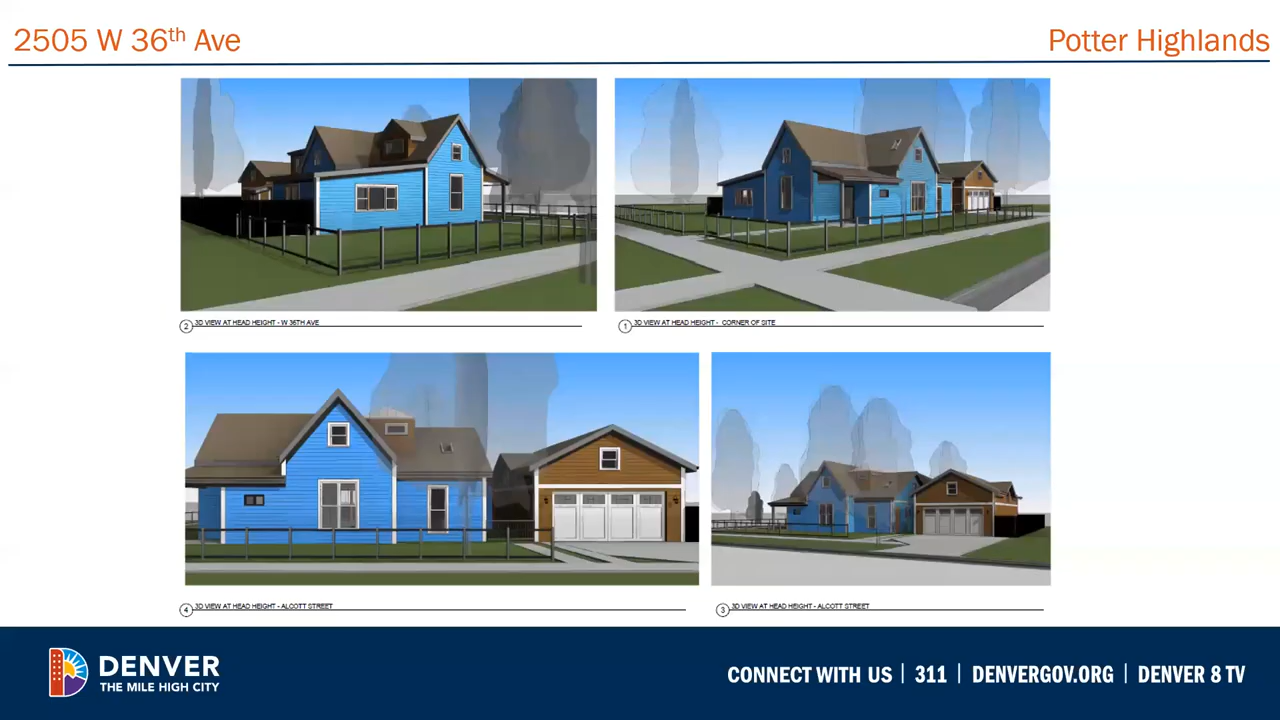 2505 W 36th Ave
Potter Highlands
2 3D VIEW AT HEAD HEIGHT - W 36TH AVE
1 3D VIEW AT HEAD HEIGHT - CORNER OF SITE
4 3D VIEW AT HEAD HEIGHT - ALCOTT STREET
3 3D VIEW AT HEAD HEIGHT - ALCOTT STREET
DENVER
THE MILE HIGH CITY
CONNECT WITH US | 311 | DENVERGOV.ORG | DENVER 8 TV